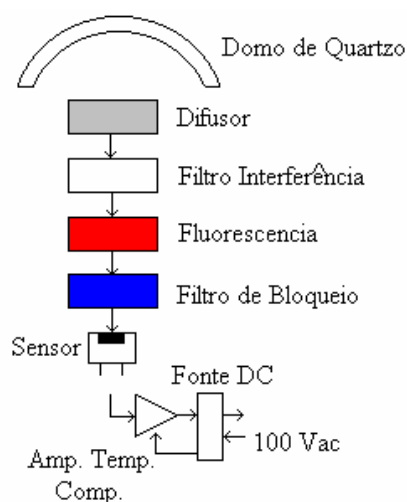 Domo de Quartzo
Difusor
Filtro Interferência
Fluorescencia
Filtro de Bloqueio
Sensor
Fonte DC
100 Vac
Amp. Temp.
Comp.